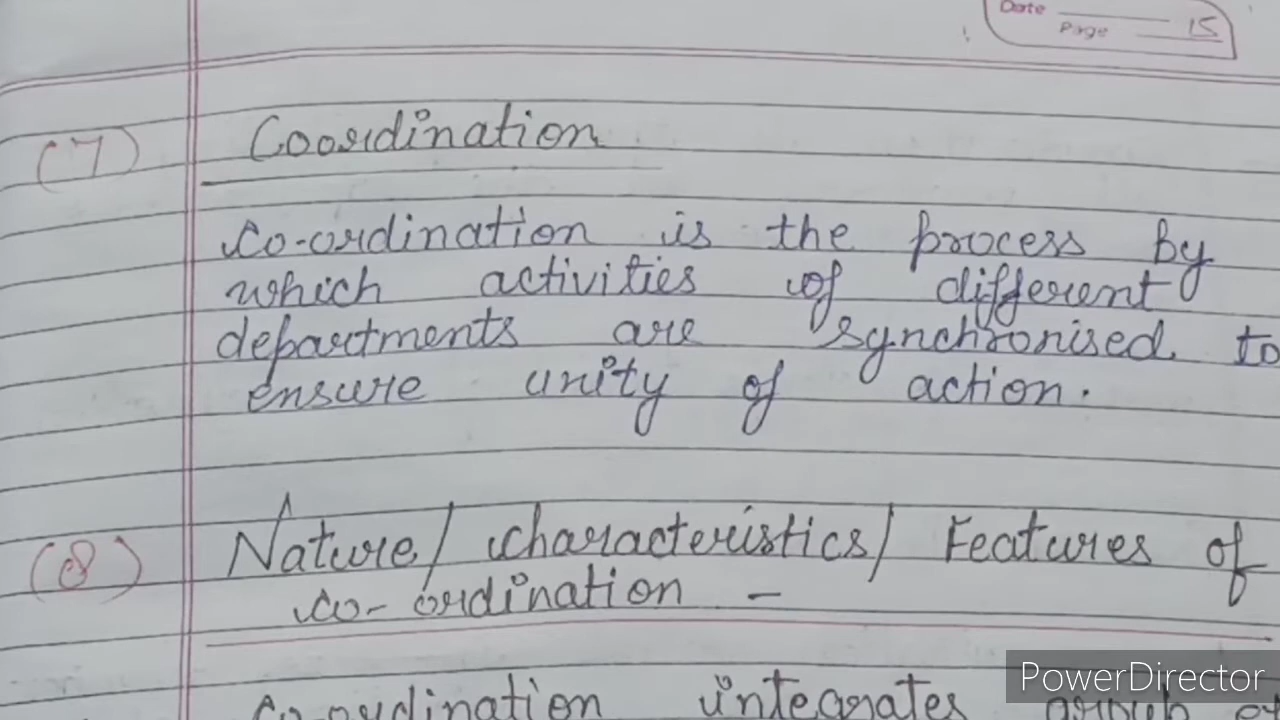 Date
Page 15
(7) Coordination
Co-ordination is the process by
which activities of different
departments are synchronised to
ensure unity of action.
(8) Nature/ characteristics/ Features of
co-ordination -
Co-ordination integrates group
PowerDirector